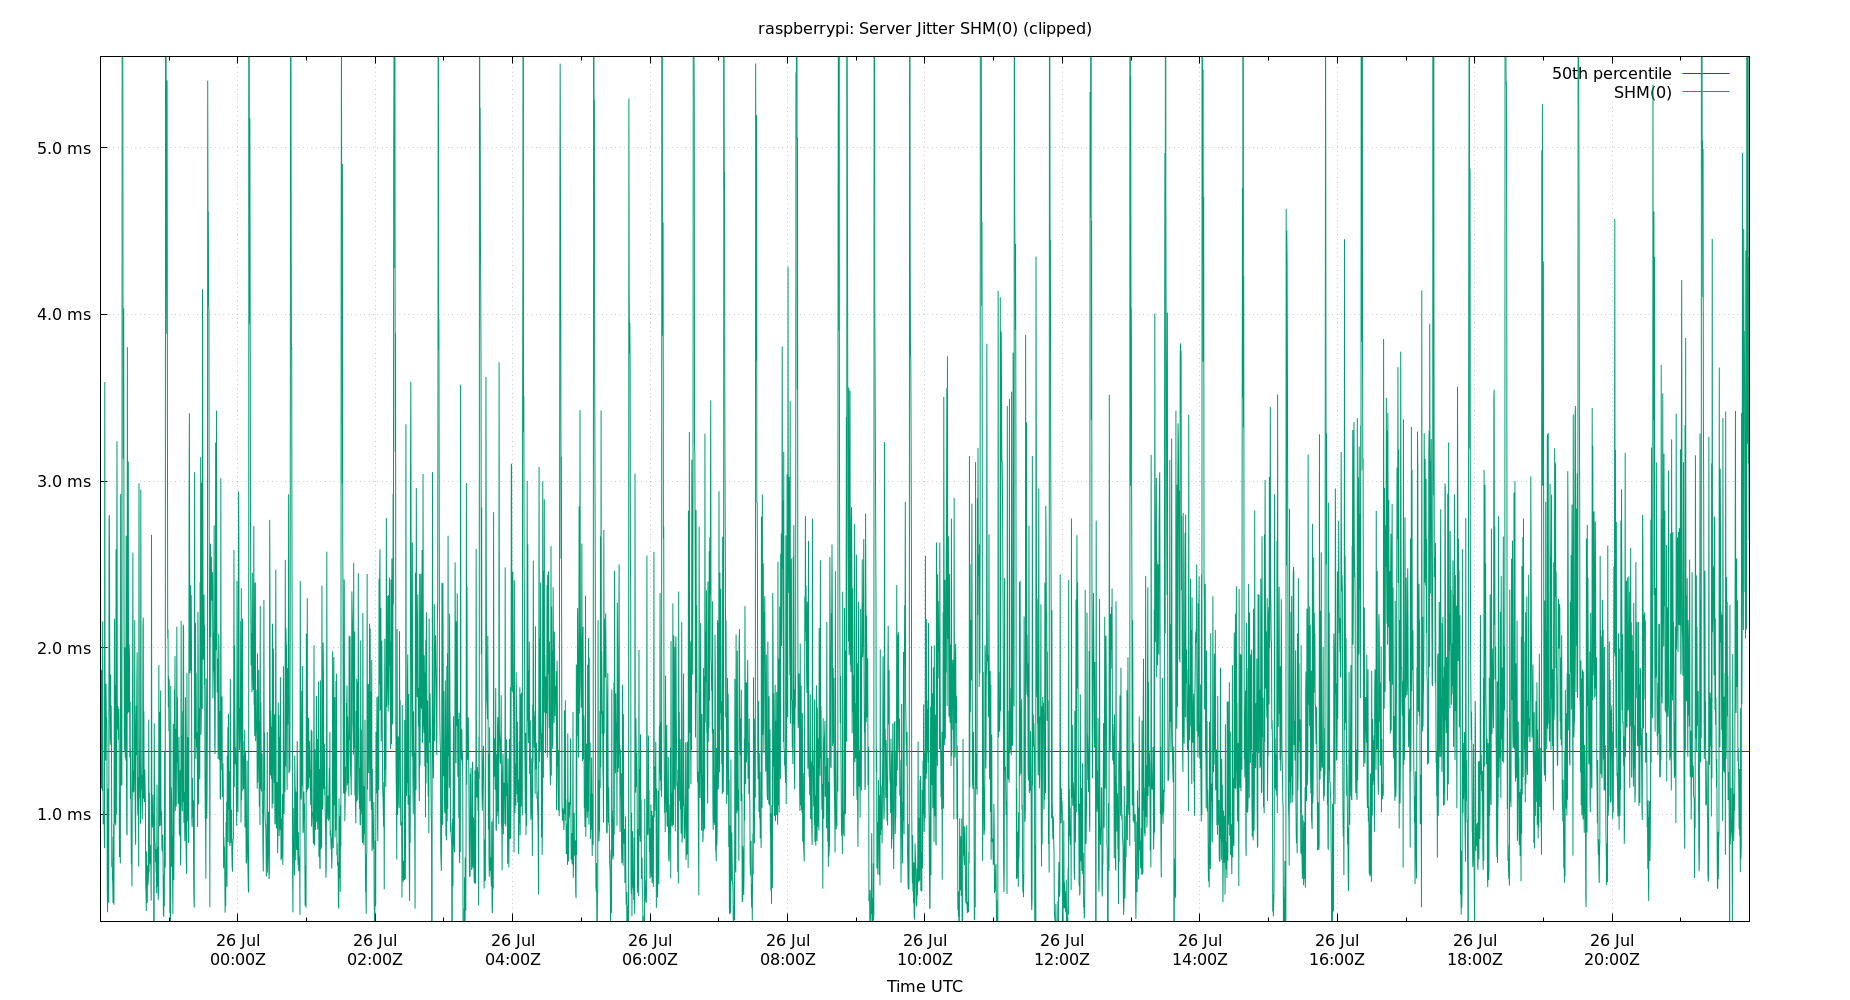 raspberrypi: Server Jitter SHM(0) (clipped)
50th percentile
SHM(0)
5.0 ms
4.0 ms
3.0 ms
2.0 ms
1.0 ms
26 Jul 26 Jul 26 Jul 26 Jul 26 Jul 26 Jul 26 Jul 26 Jul 26 Jul 26 Jul 26 Jul
00:00Z 02:00Z 04:00Z 06:00Z 08:00Z 10:00Z 12:00Z 14:00Z 16:00Z 18:00Z 20:00Z
Time UTC